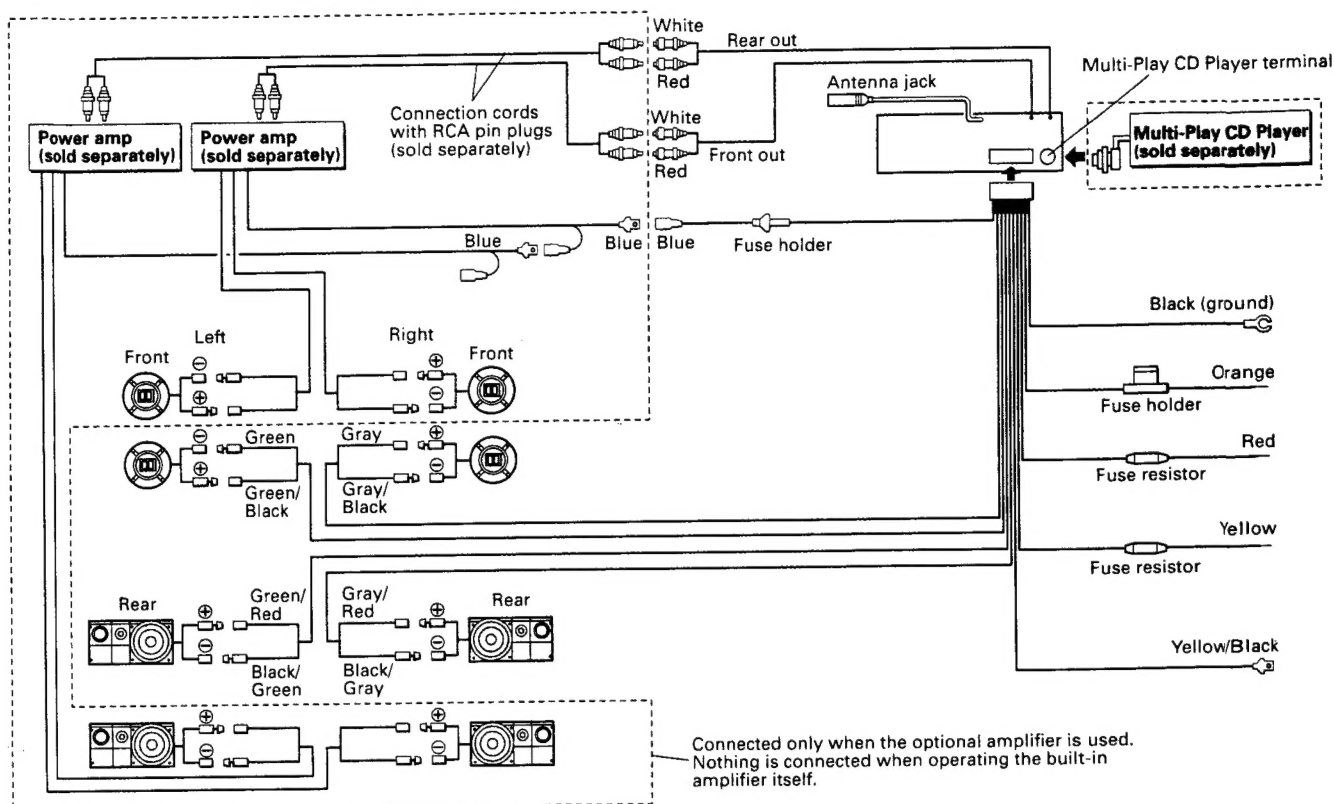 White
Rear out
Red
Connection cords
with RCA pin plugs
(sold separately)
White
Front out
Red
Antenna jack
Multi-Play CD Player terminal
Multi-Play CD Player
(sold separately)
Power amp
(sold separately)
Power amp
(sold separately)
Blue
Blue
Blue
Fuse holder
Black (ground)
Orange
Fuse holder
Red
Fuse resistor
Yellow
Fuse resistor
Yellow/Black
Left
Right
Front
⊖
⊕
⊕
⊖
Front
⊖
⊕
Green
Green/
Black
Gray
Gray/
Black
⊕
⊖
Rear
⊕
⊖
Green/
Red
Black/
Green
Gray/
Red
Black/
Gray
⊕
⊖
Rear
⊕
⊖
⊕
⊖
Connected only when the optional amplifier is used.
Nothing is connected when operating the built-in
amplifier itself.